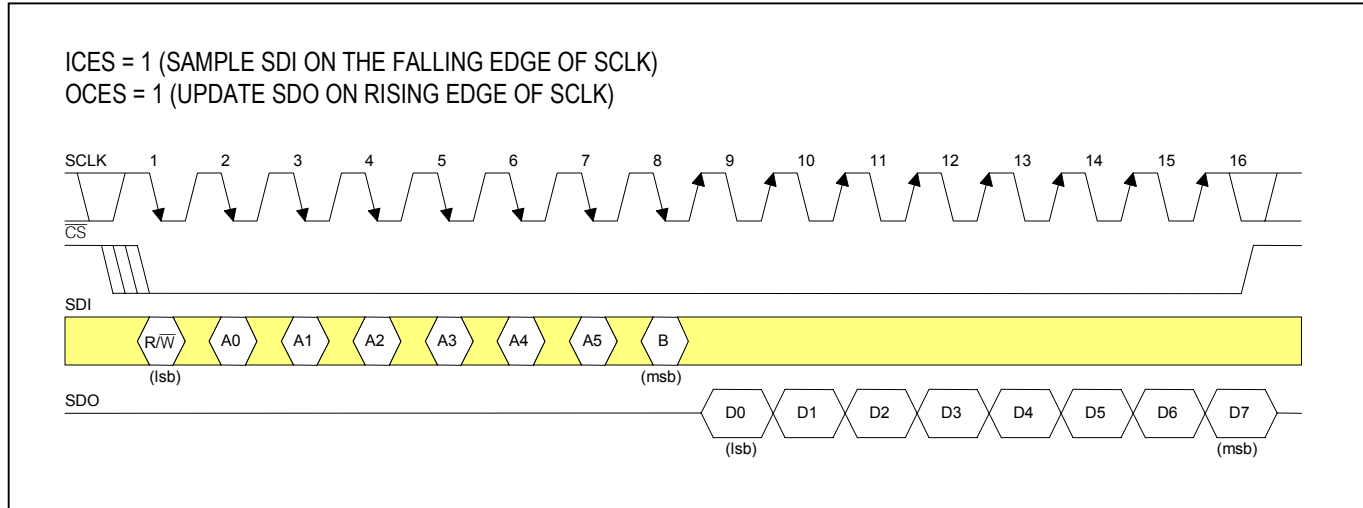 ICES = 1 (SAMPLE SDI ON THE FALLING EDGE OF SCLK)
OCES = 1 (UPDATE SDO ON RISING EDGE OF SCLK)
SCLK 1 2 3 4 5 6 7 8 9 10 11 12 13 14 15 16
C̅S̅
SDI
R/W̅ A0 A1 A2 A3 A4 A5 B
(lsb) (msb)
SDO
D0 D1 D2 D3 D4 D5 D6 D7
(lsb) (msb)